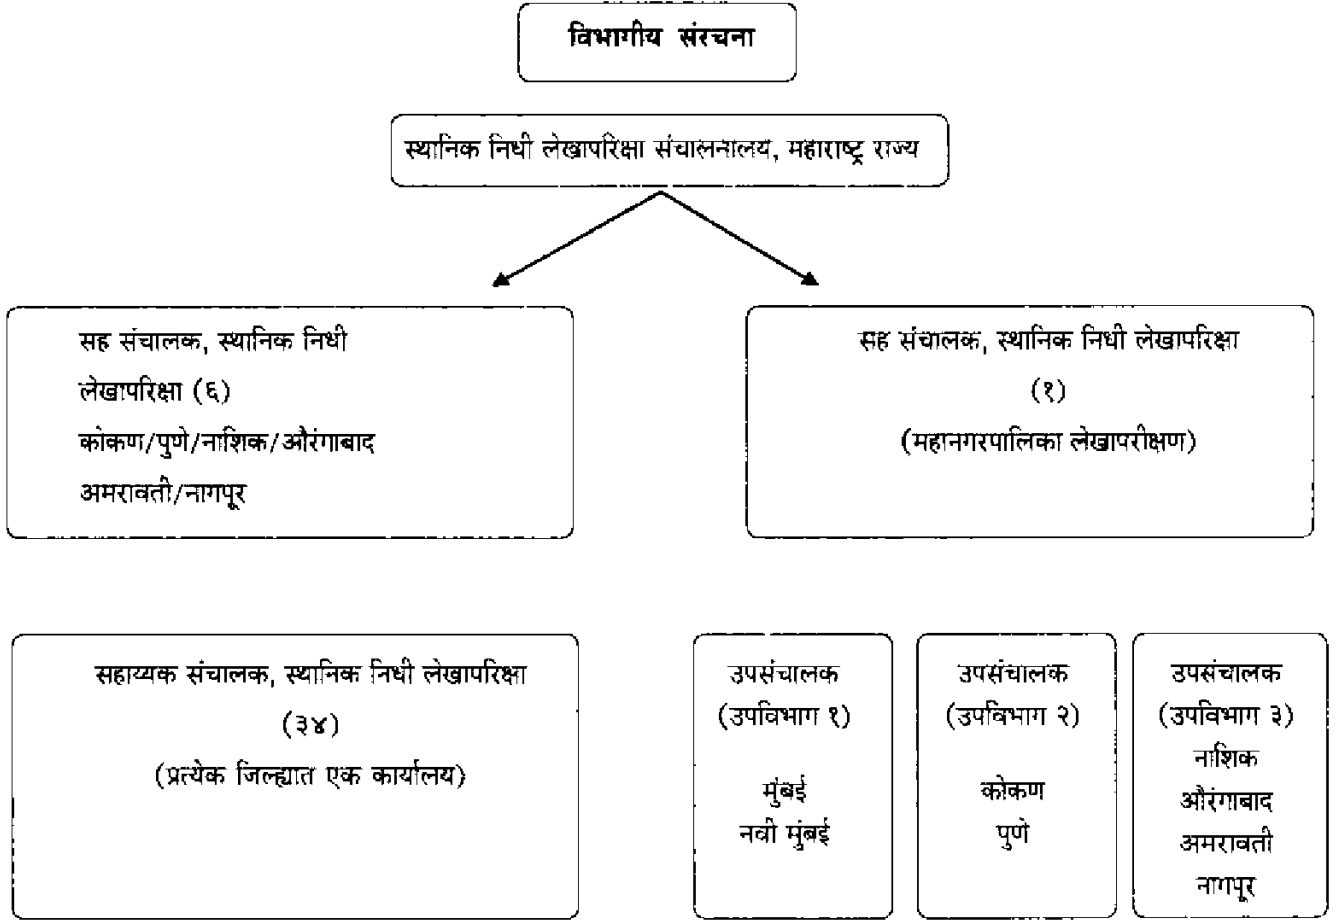 विभागीय संरचना
स्थानिक निधी लेखापरिक्षा संचालनालय, महाराष्ट्र राज्य
सह संचालक, स्थानिक निधी
लेखापरिक्षा (६)
कोकण/पुणे/नाशिक/औरंगाबाद
अमरावती/नागपूर
सह संचालक, स्थानिक निधी लेखापरिक्षा
(१)
(महानगरपालिका लेखापरीक्षण)
सहाय्यक संचालक, स्थानिक निधी लेखापरिक्षा
(३४)
(प्रत्येक जिल्ह्यात एक कार्यालय)
उपसंचालक
(उपविभाग १)
मुंबई
नवी मुंबई
उपसंचालक
(उपविभाग २)
कोकण
पुणे
उपसंचालक
(उपविभाग ३)
नाशिक
औरंगाबाद
अमरावती
नागपूर